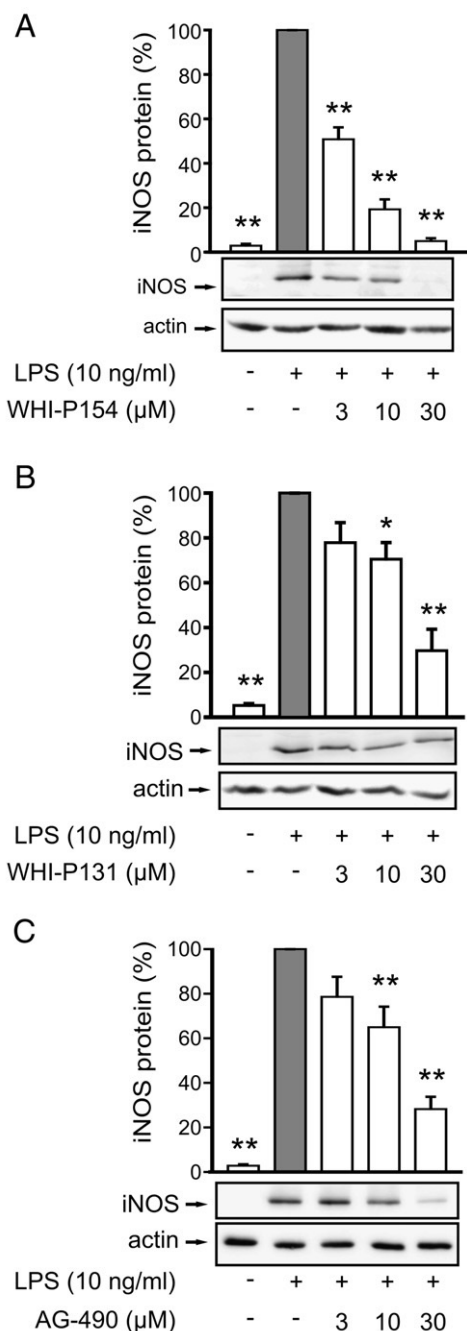 A
iNOS protein (%)
100
80
60
40
20
0
**
**
**
**
iNOS
actin
LPS (10 ng/ml) - + + + +
WHI-P154 (µM) - - 3 10 30
B
iNOS protein (%)
100
80
60
40
20
0
**
*
**
iNOS
actin
LPS (10 ng/ml) - + + + +
WHI-P131 (µM) - - 3 10 30
C
iNOS protein (%)
100
80
60
40
20
0
**
**
**
iNOS
actin
LPS (10 ng/ml) - + + + +
AG-490 (µM) - - 3 10 30